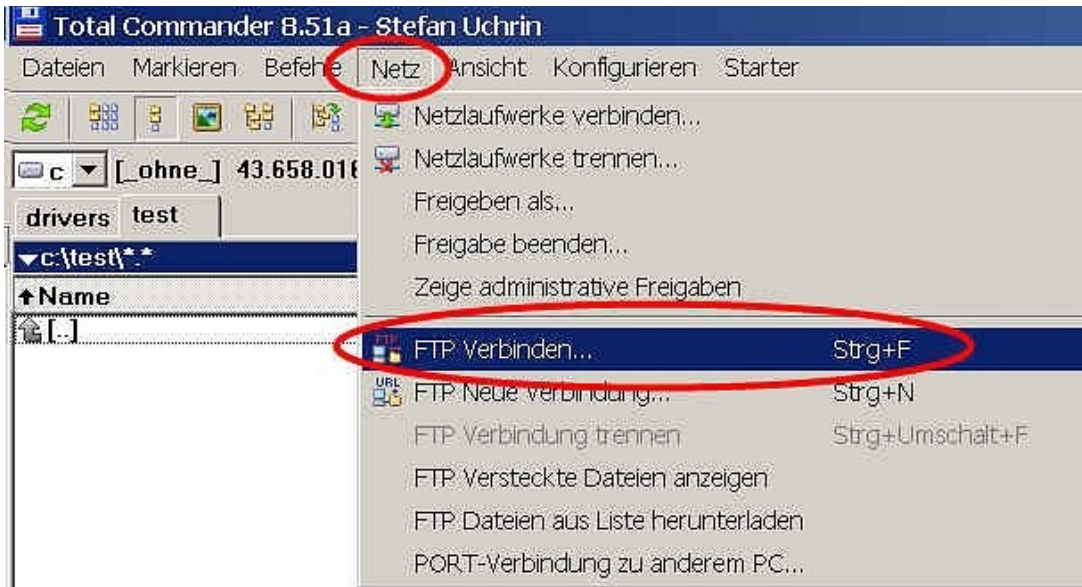 Total Commander 8.51a - Stefan Uchrin
Dateien Markieren Befehle Netz Ansicht Konfigurieren Starter
c [_ohne_] 43.658.016
drivers test
c:\test\*.*
Name
[..]
Netzlaufwerke verbinden...
Netzlaufwerke trennen...
Freigeben als...
Freigabe beenden...
Zeige administrative Freigaben
FTP FTP Verbinden... Strg+F
URL FTP Neue Verbindung... Strg+N
FTP Verbindung trennen Strg+Umschalt+F
FTP Versteckte Dateien anzeigen
FTP Dateien aus Liste herunterladen
PORT-Verbindung zu anderem PC...